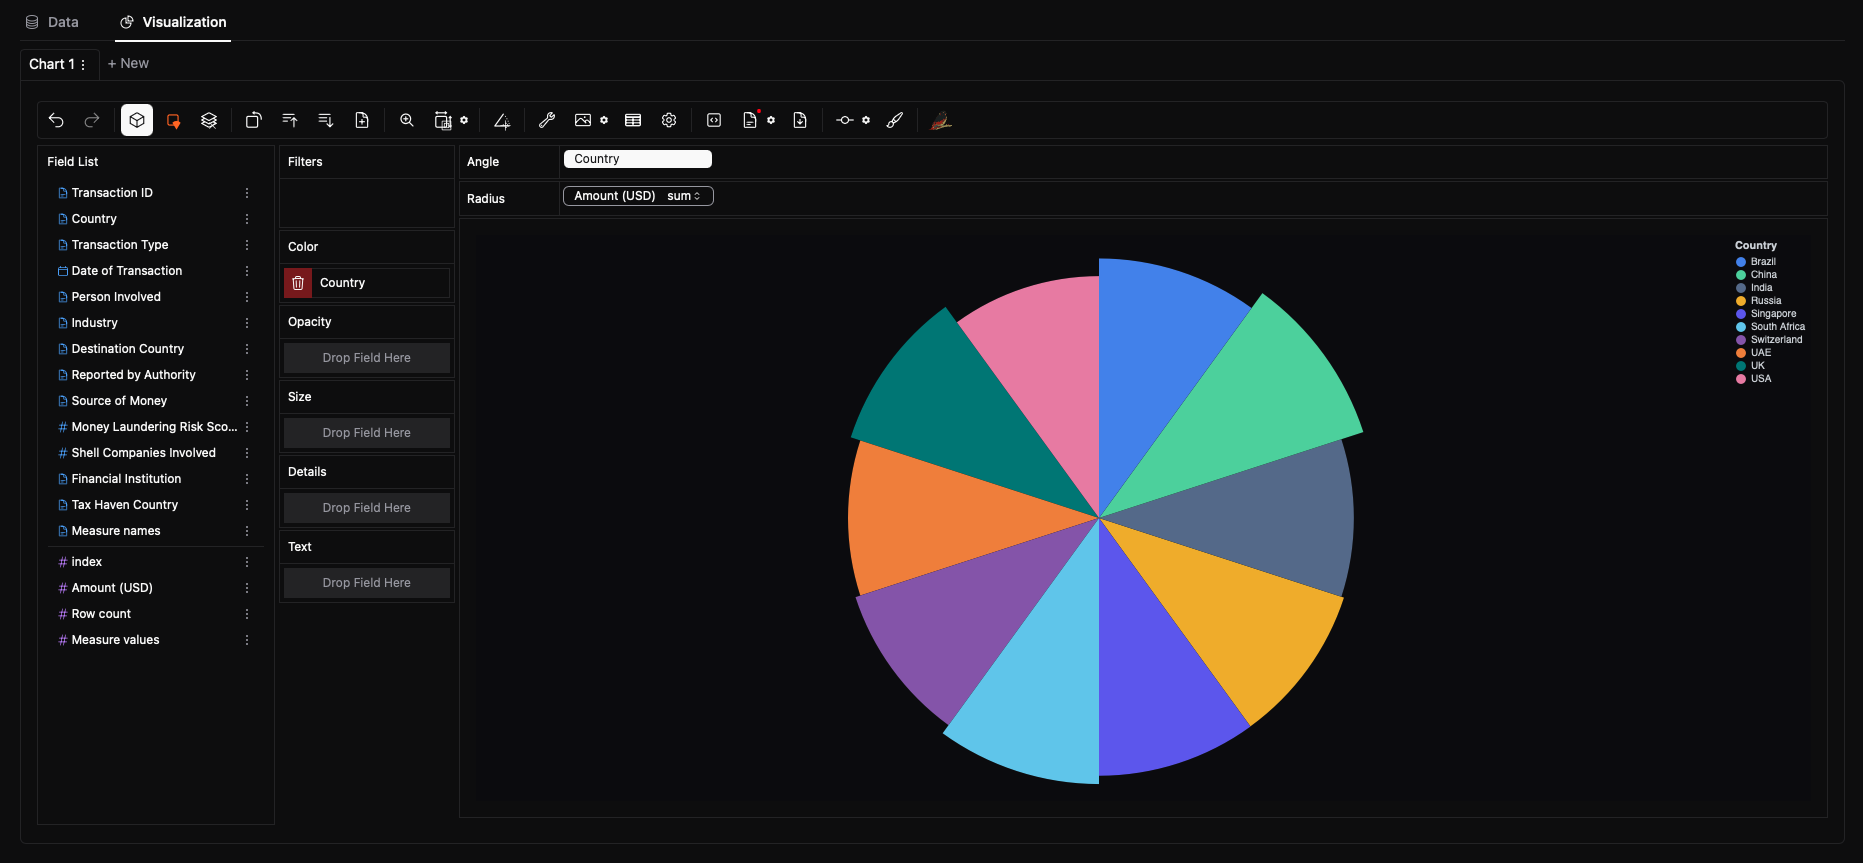 Data
Visualization
Chart 1
+ New
Field List
Transaction ID
Country
Transaction Type
Date of Transaction
Person Involved
Industry
Destination Country
Reported by Authority
Source of Money
Money Laundering Risk Sco...
Shell Companies Involved
Financial Institution
Tax Haven Country
Measure names
index
Amount (USD)
Row count
Measure values
Filters
Color
Country
Opacity
Drop Field Here
Size
Drop Field Here
Details
Drop Field Here
Text
Drop Field Here
Angle
Country
Radius
Amount (USD) sum
Country
Brazil
China
India
Russia
Singapore
South Africa
Switzerland
UAE
UK
USA